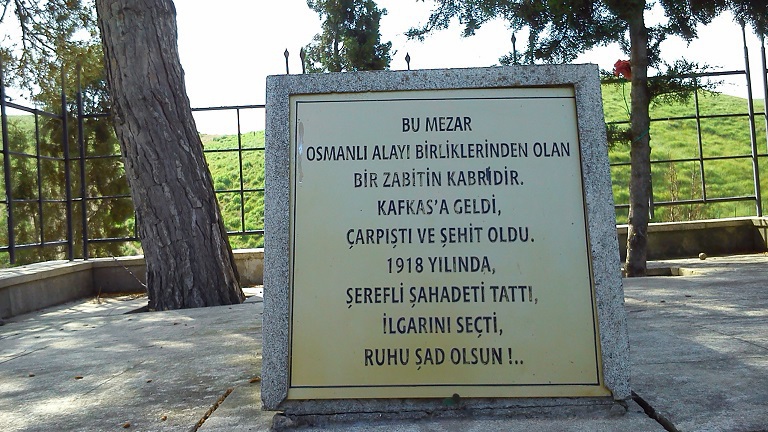 BU MEZAR
OSMANLI ALAYI BİRLİKLERİNDEN OLAN
BİR ZABİTİN KABRİDİR.
KAFKAS'A GELDİ,
ÇARPIŞTI VE ŞEHİT OLDU.
1918 YILINDA,
ŞEREFLİ ŞAHADETİ TATTI,
İLGARINI SEÇTİ,
RUHU ŞAD OLSUN !..